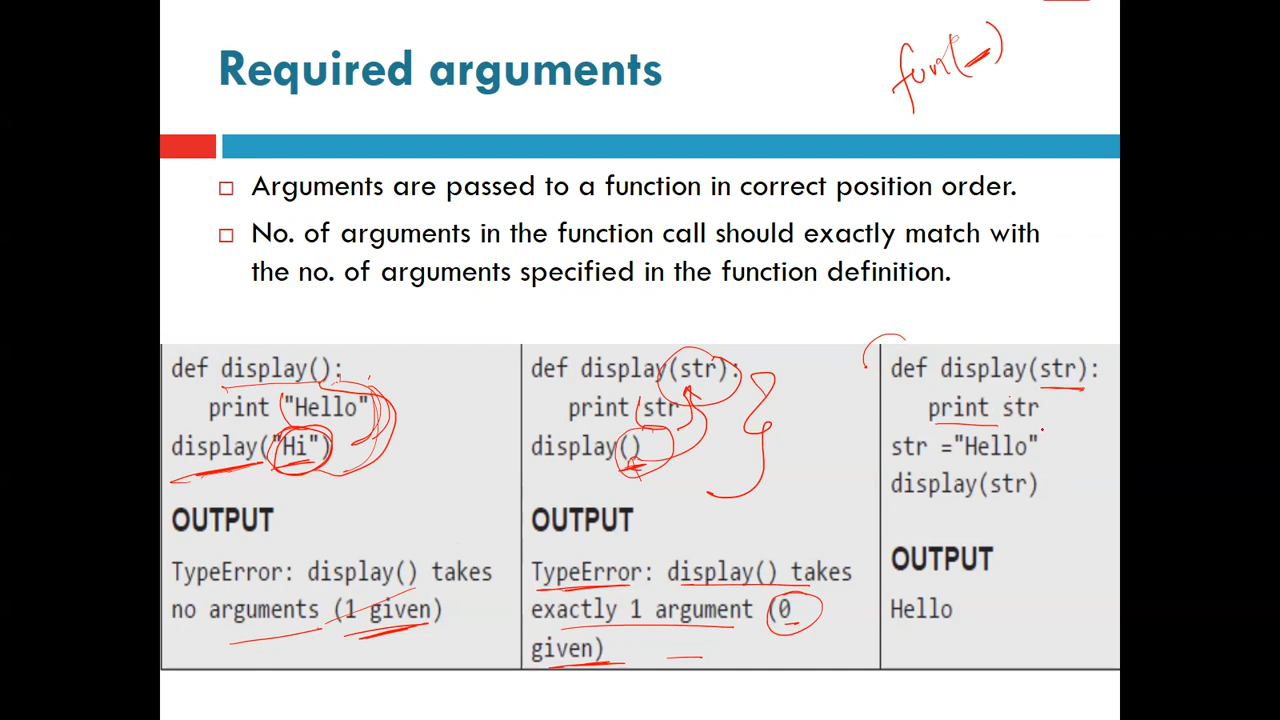 Required arguments
fun(-)
Arguments are passed to a function in correct position order.
No. of arguments in the function call should exactly match with
the no. of arguments specified in the function definition.
def display():
print "Hello"
display("Hi")
OUTPUT
TypeError: display() takes
no arguments (1 given)
def display(str):
print str
display()
OUTPUT
TypeError: display() takes
exactly 1 argument (0
given)
def display(str):
print str
str ="Hello"
display(str)
OUTPUT
Hello